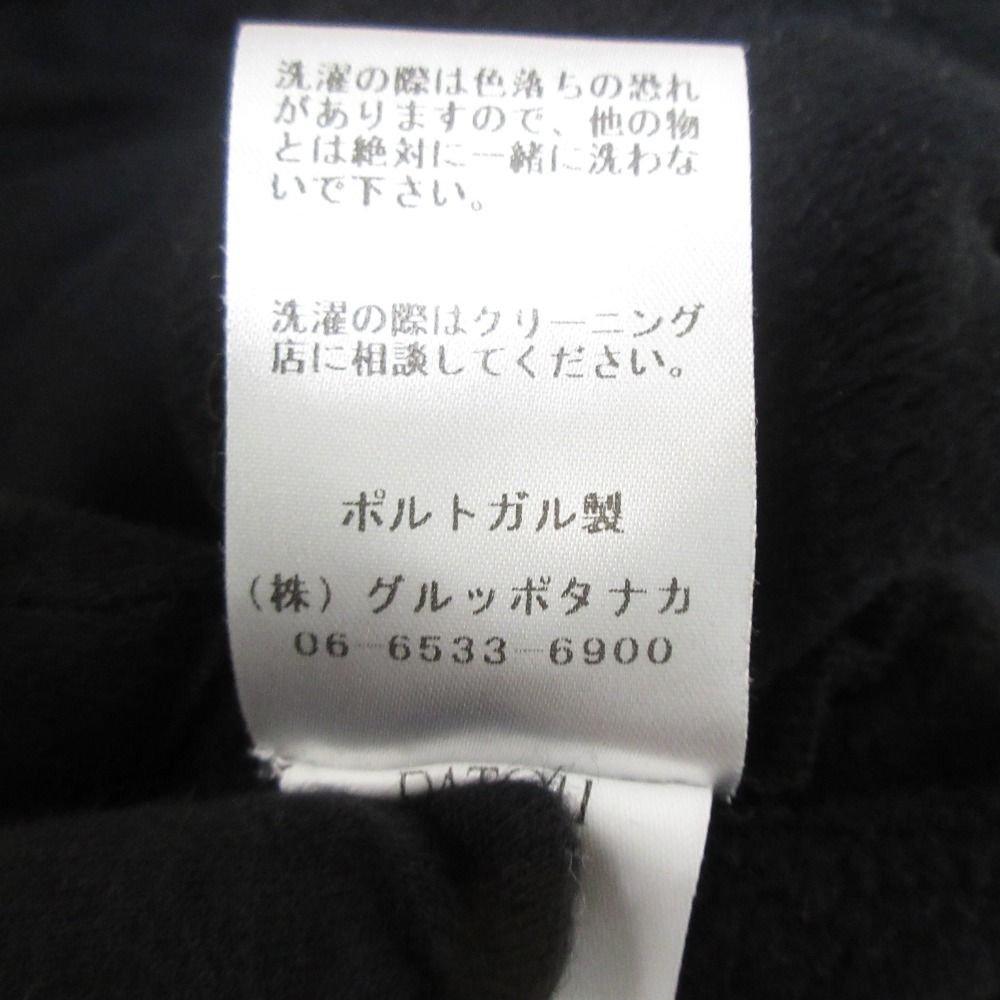 洗濯の際は色落ちの恐れ
がありますので、他の物
とは絶対に一緒に洗わな
いで下さい。
洗濯の際はクリーニング
店に相談してください。
ポルトガル製
（株）グルッポタナカ
06-6533-6900